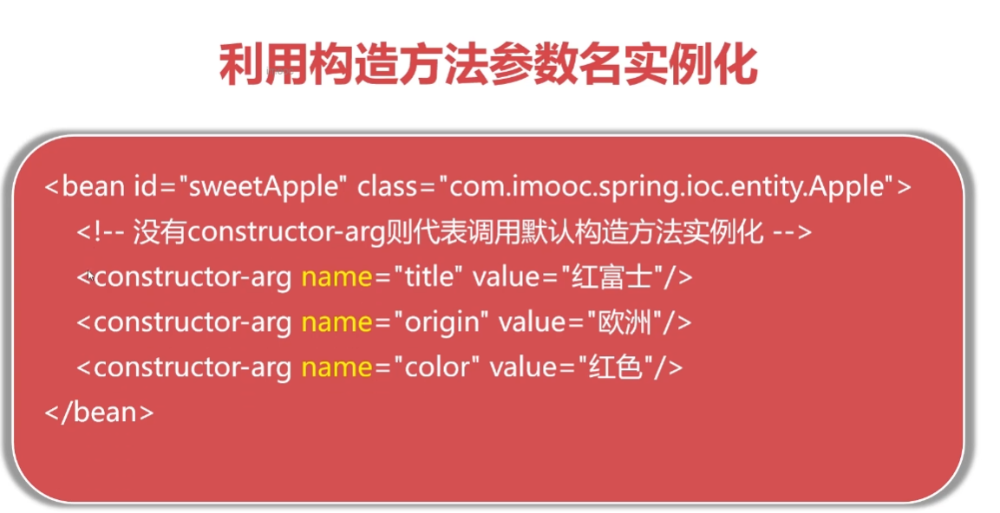 利用构造方法参数名实例化
<bean id="sweetApple" class="com.imooc.spring.ioc.entity.Apple">
<!-- 没有constructor-arg则代表调用默认构造方法实例化 -->
<constructor-arg name="title" value="红富士"/>
<constructor-arg name="origin" value="欧洲"/>
<constructor-arg name="color" value="红色"/>
</bean>